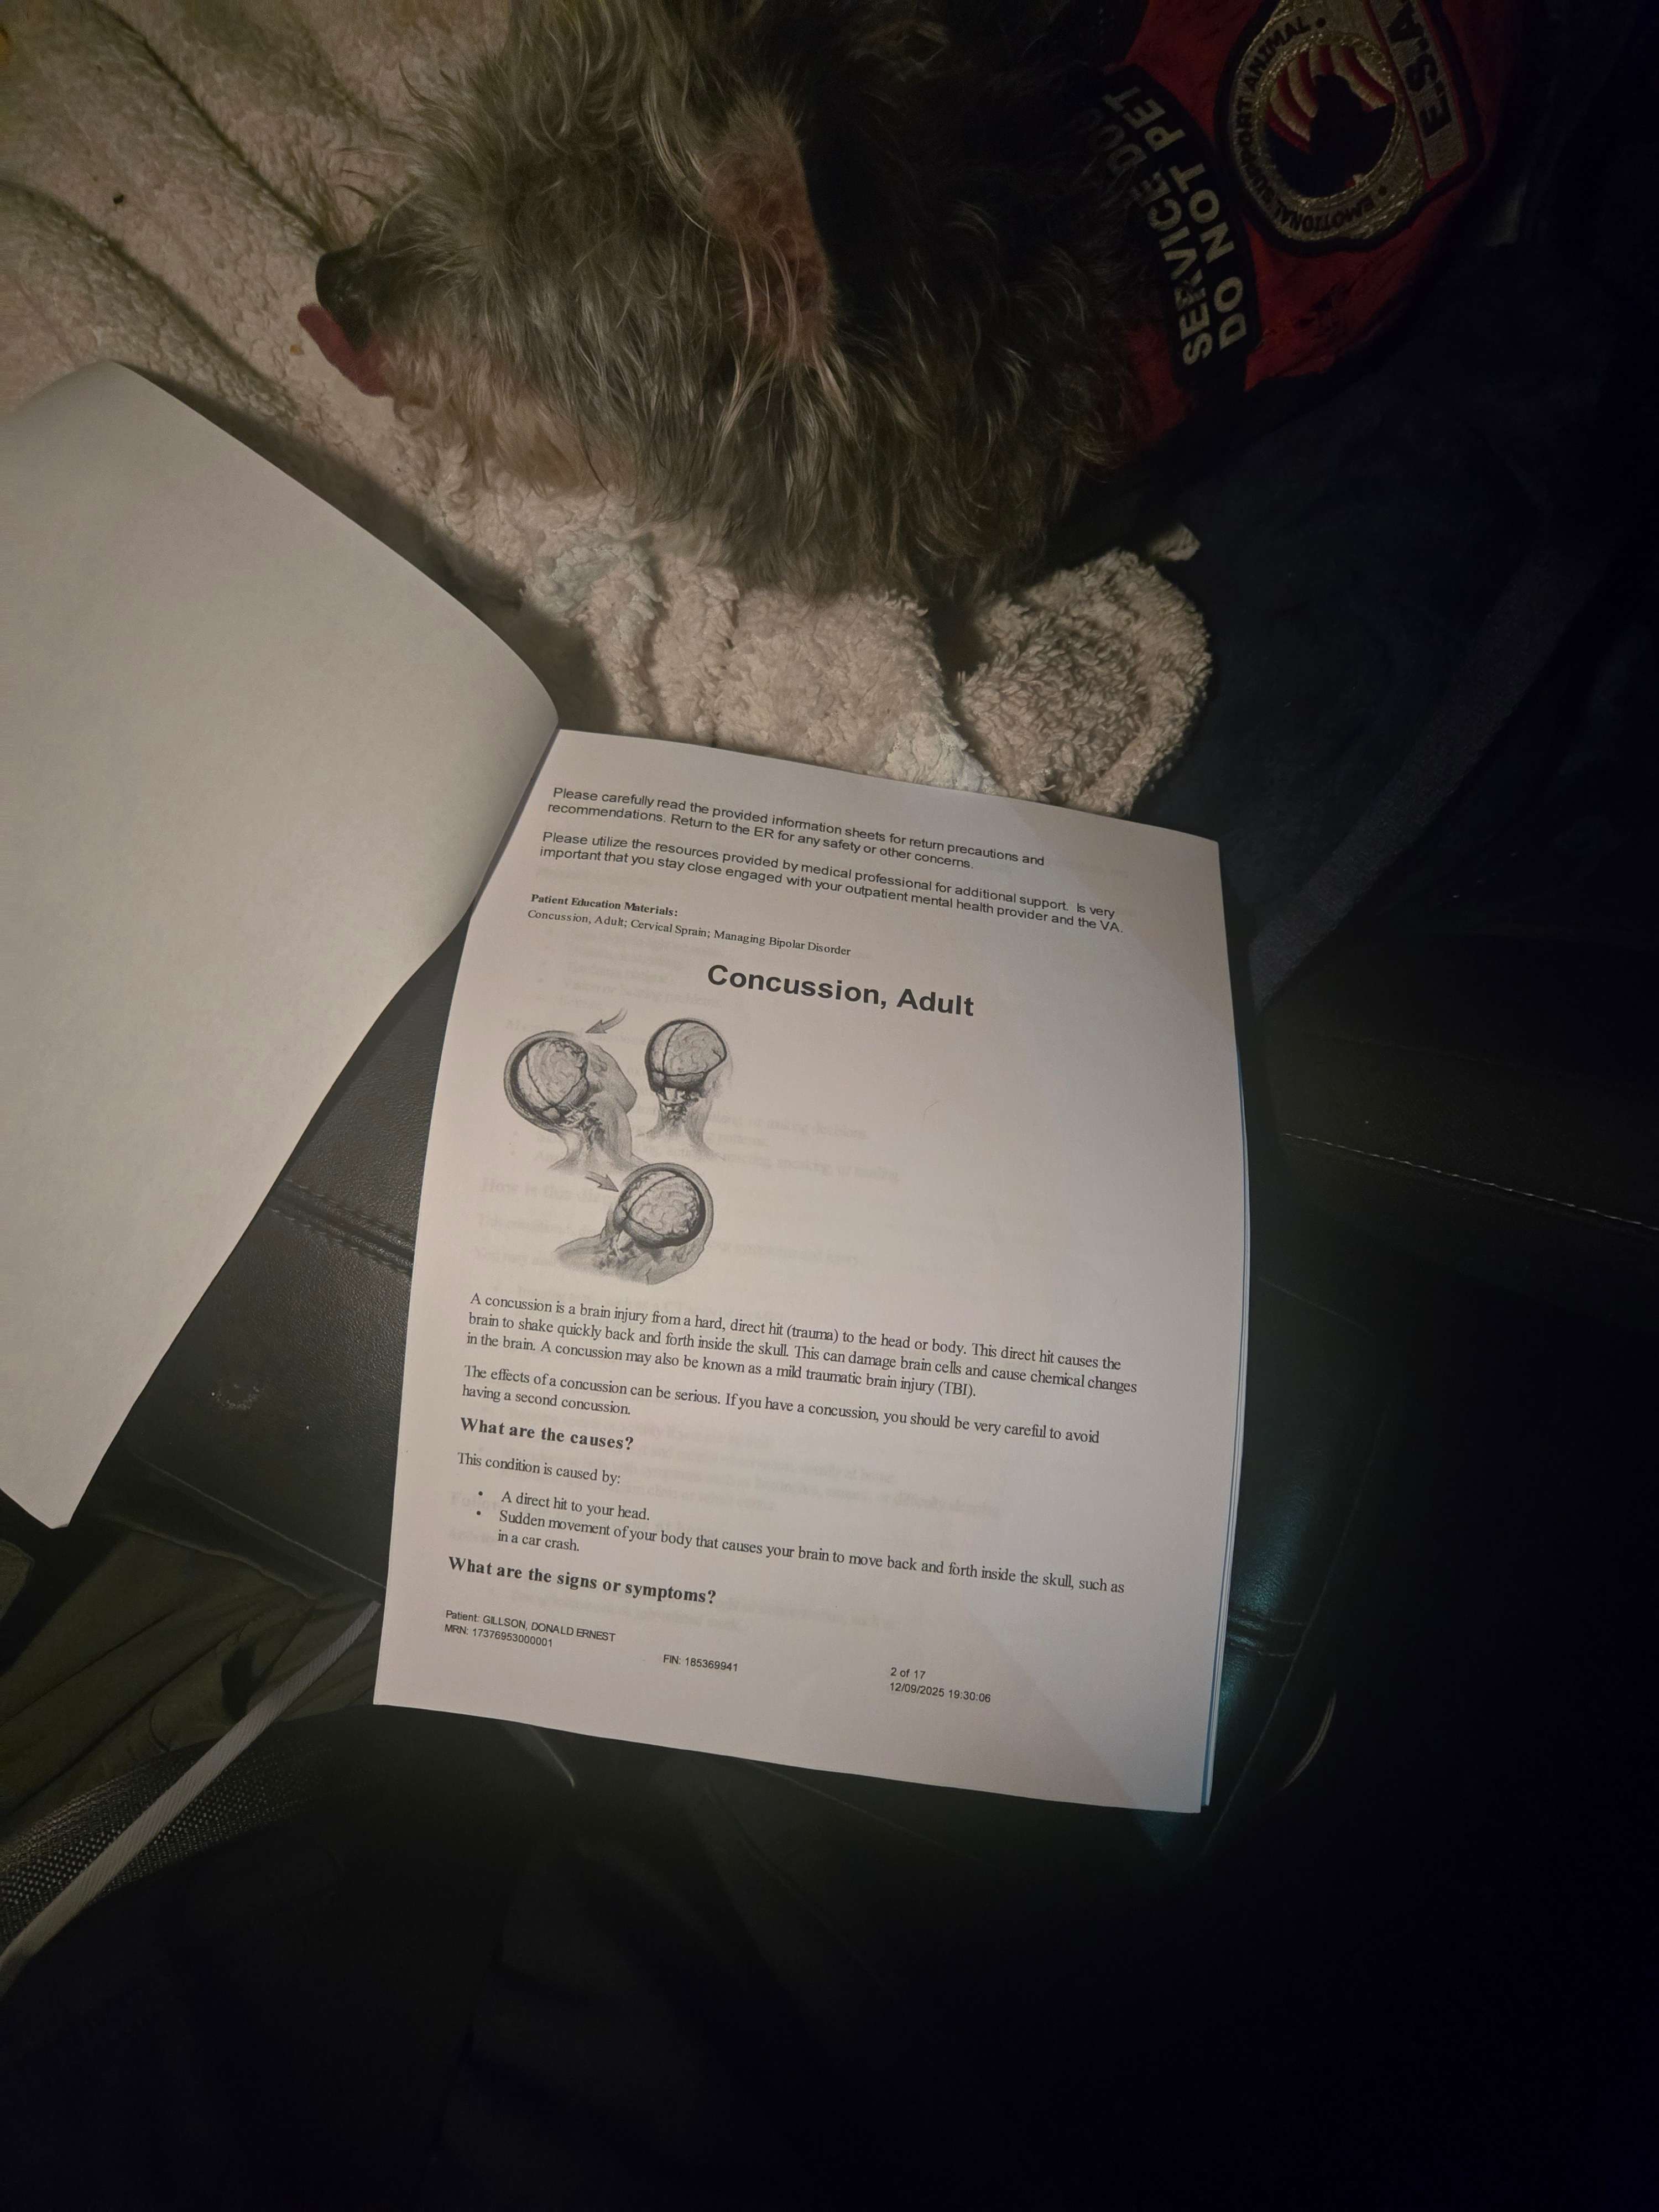 E.S.A
EMOTIONAL SUPPORT ANIMAL
SERVICE DOG
DO NOT PET
Please carefully read the provided information sheets for return precautions and
recommendations. Return to the ER for any safety or other concerns.
Please utilize the resources provided by medical professional for additional support. Is very
important that you stay close engaged with your outpatient mental health provider and the VA.
Patient Education Materials:
Concussion, Adult; Cervical Sprain; Managing Bipolar Disorder
Concussion, Adult
A concussion is a brain injury from a hard, direct hit (trauma) to the head or body. This direct hit causes the
brain to shake quickly back and forth inside the skull. This can damage brain cells and cause chemical changes
in the brain. A concussion may also be known as a mild traumatic brain injury (TBI).
The effects of a concussion can be serious. If you have a concussion, you should be very careful to avoid
having a second concussion.
What are the causes?
This condition is caused by:
• A direct hit to your head.
• Sudden movement of your body that causes your brain to move back and forth inside the skull, such as
in a car crash.
What are the signs or symptoms?
Patient: GILLSON, DONALD ERNEST
MRN: 17376953000001
FIN: 185369941
2 of 17
12/09/2025 19:30:06